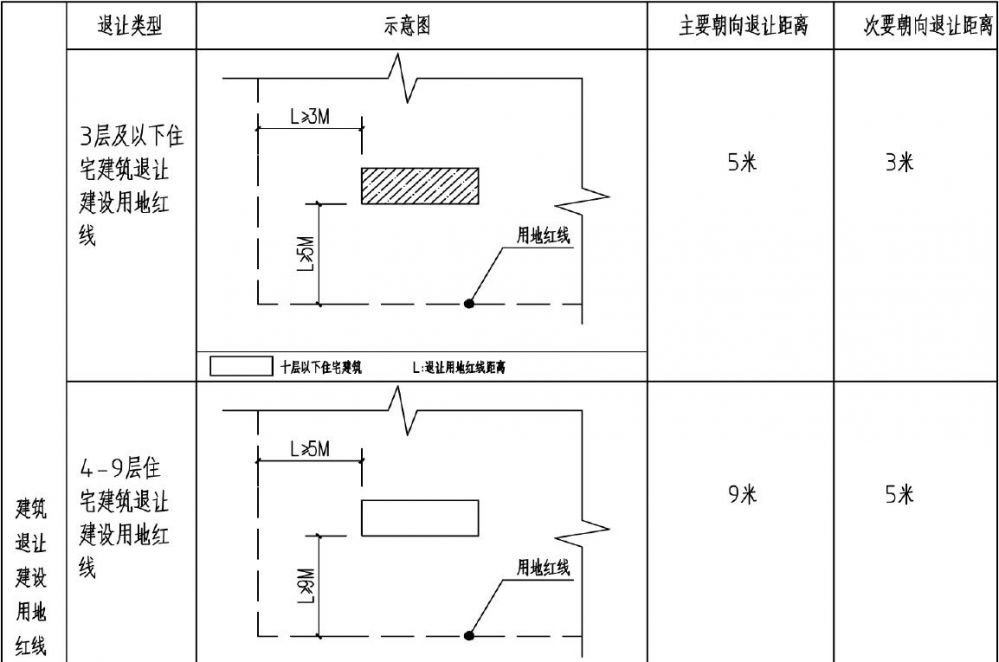 退让类型
示意图
主要朝向退让距离
次要朝向退让距离
3层及以下住
宅建筑退让
建设用地红
线
L≥3M
L≥5M
用地红线
5米
3米
十层以下住宅建筑
L:退让用地红线距离
4-9层住
宅建筑退让
建设用地红
线
L≥5M
L≥9M
用地红线
9米
5米
建筑
退让
建设
用地
红线